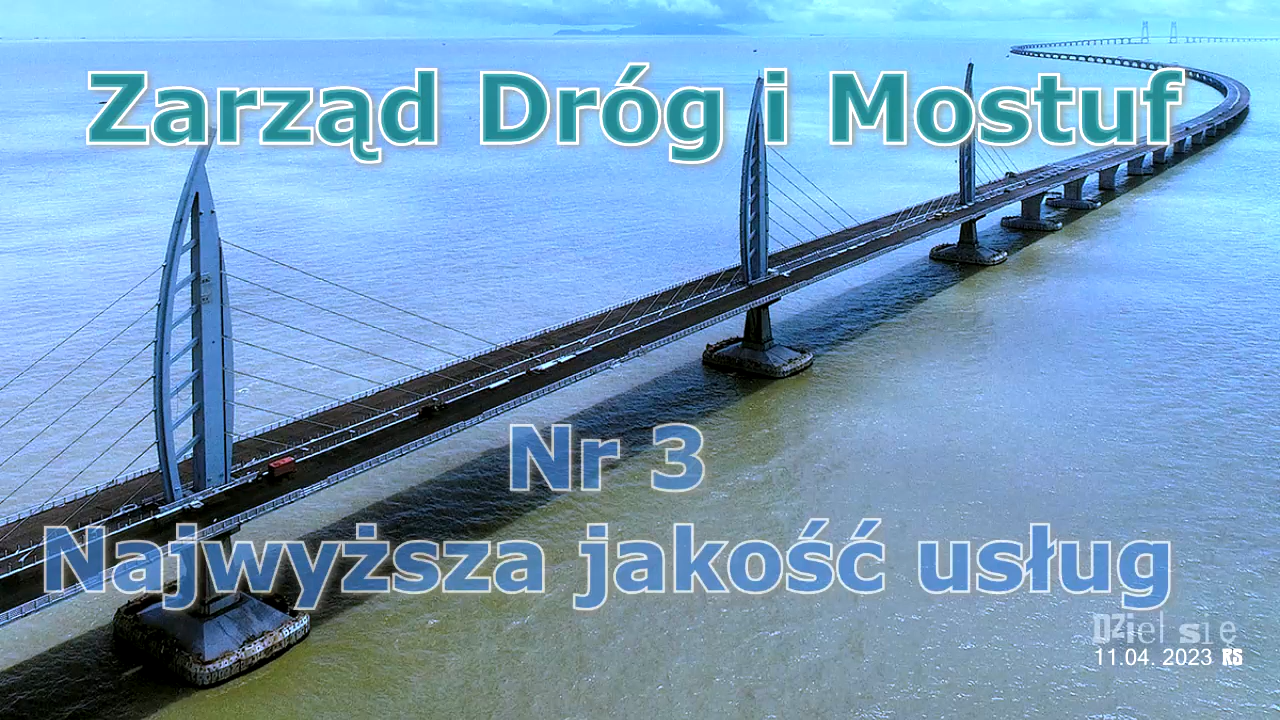 Zarząd Dróg i Mostuf
Nr 3
Najwyższa jakość usług
Dziel się
11.04. 2023 RS